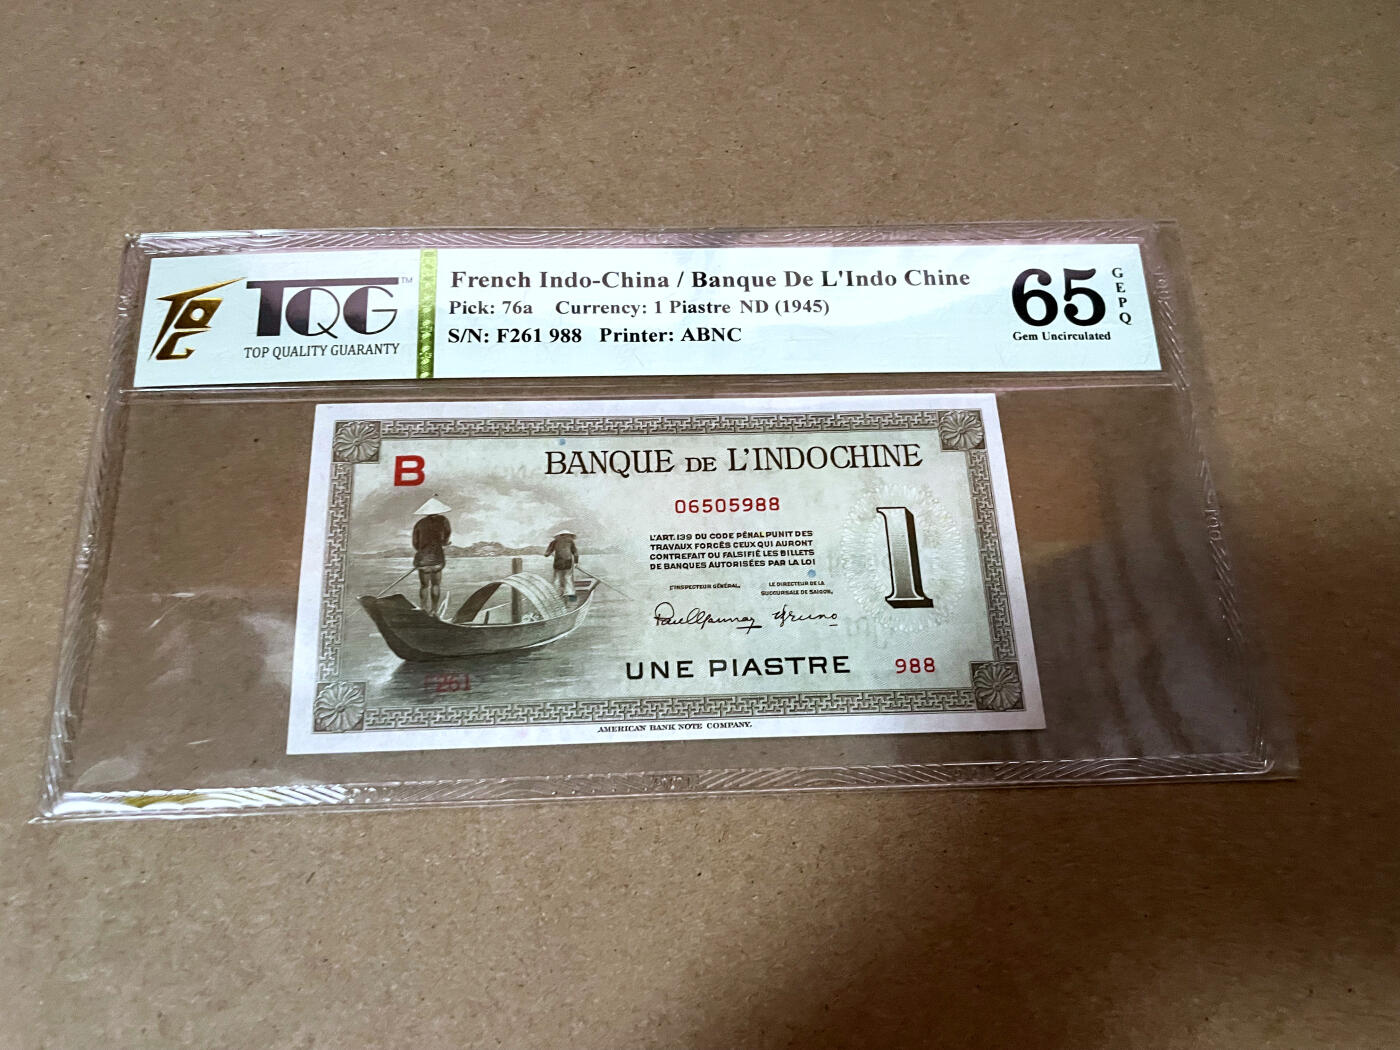 TQG™
TOP QUALITY GUARANTY
French Indo-China / Banque De L'Indo Chine
Pick: 76a Currency: 1 Piastre ND (1945)
S/N: F261 988 Printer: ABNC
65
GEPQ
Gem Uncirculated
B
BANQUE DE L'INDOCHINE
06505988
L'ART. 139 DU CODE PÉNAL PUNIT DES
TRAVAUX FORCÉS CEUX QUI AURONT
CONTREFAIT OU FALSIFIÉ LES BILLETS
DE BANQUES AUTORISÉES PAR LA LOI
1
L'INSPECTEUR GÉNÉRAL,
LE DIRECTEUR DE LA
SUCCURSALE DE SAIGON,
UNE PIASTRE
988
F261
AMERICAN BANK NOTE COMPANY.